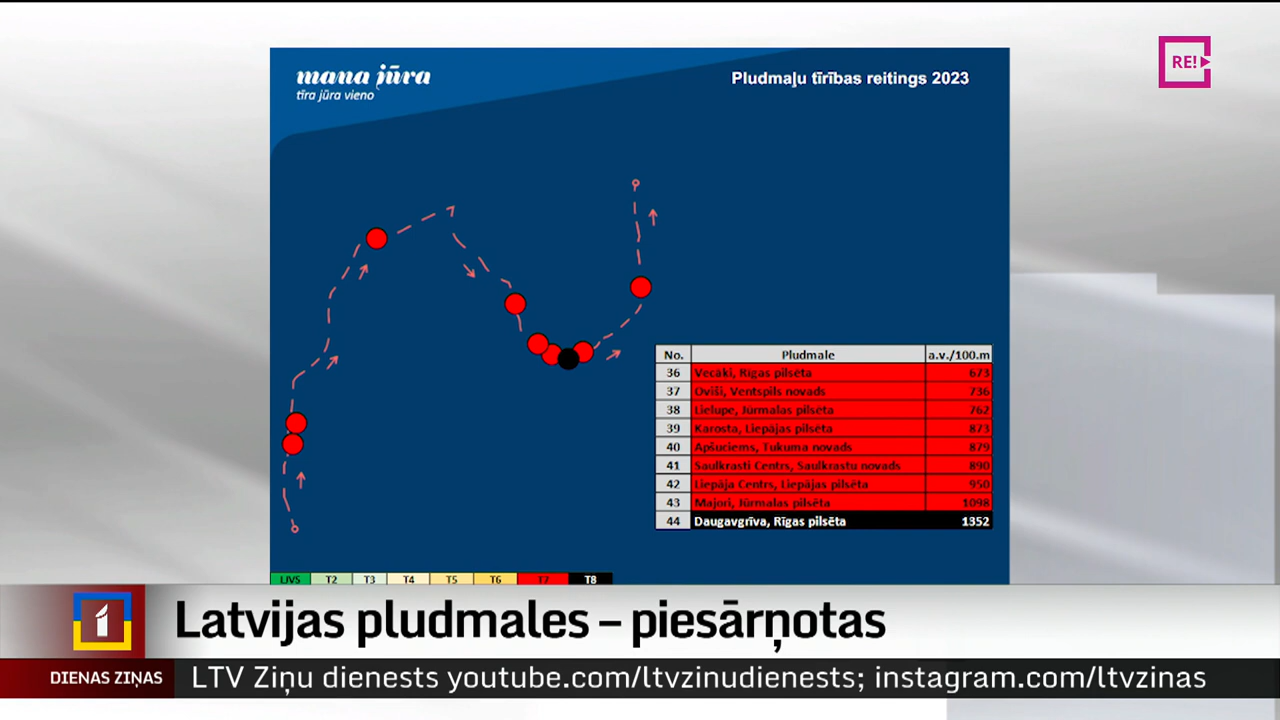 RE!
mana jūra
tīra jūra vieno
Pludmaļu tīrības reitings 2023
No. Pludmale a.v./100.m
36 Vecāķi, Rīgas pilsēta 673
37 Oviši, Ventspils novads 736
38 Lielupe, Jūrmalas pilsēta 762
39 Karosta, Liepājas pilsēta 873
40 Apšuciems, Tukuma novads 879
41 Saulkrasti Centrs, Saulkrastu novads 890
42 Liepāja Centrs, Liepājas pilsēta 950
43 Majori, Jūrmalas pilsēta 1098
44 Daugavgrīva, Rīgas pilsēta 1352
LJVS T2 T3 T4 T5 T6 T7 T8
1 Latvijas pludmales – piesārņotas
DIENAS ZIŅAS LTV Ziņu dienests youtube.com/ltvzinudienests; instagram.com/ltvzinas